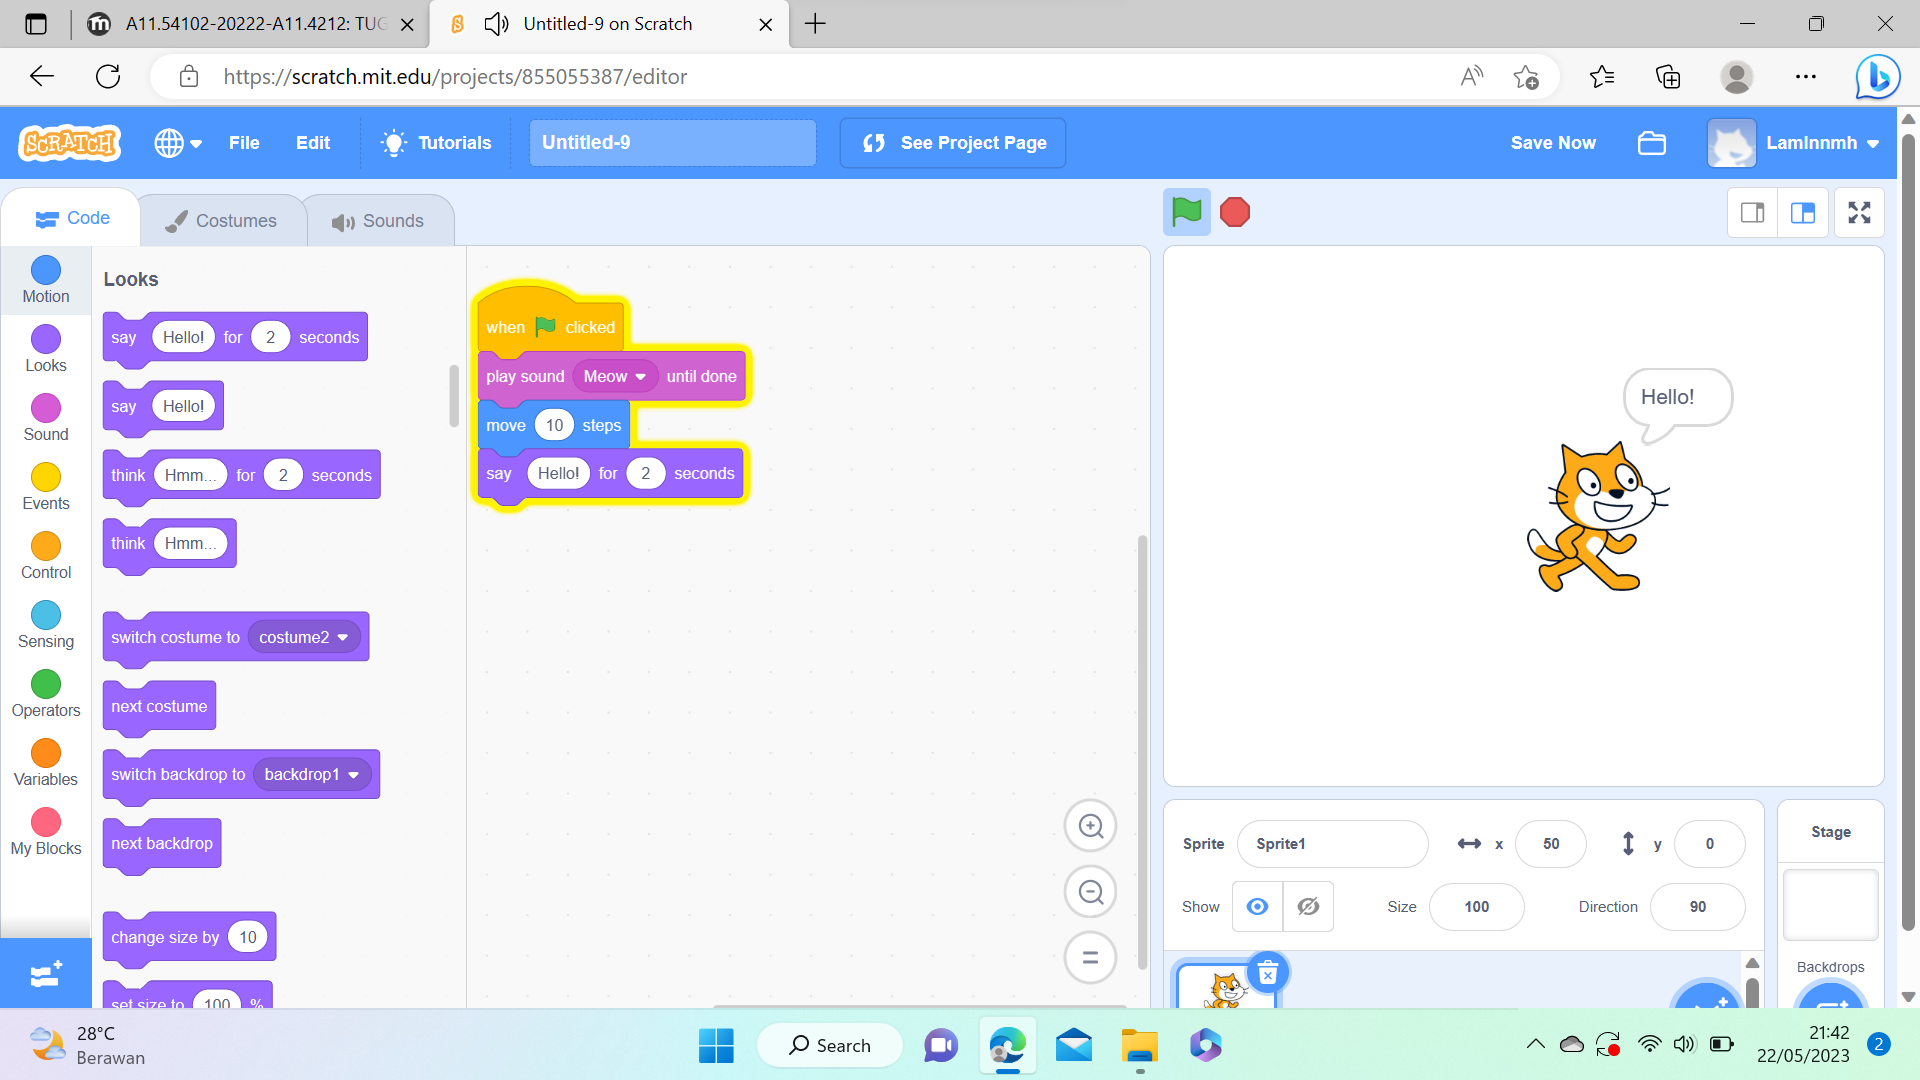 A11.54102-20222-A11.4212: TUG
Untitled-9 on Scratch
https://scratch.mit.edu/projects/855055387/editor
SCRATCH
File
Edit
Tutorials
Untitled-9
See Project Page
Save Now
LamInnmh
Code
Costumes
Sounds
Motion
Looks
Sound
Events
Control
Sensing
Operators
Variables
My Blocks
Looks
say Hello! for 2 seconds
say Hello!
think Hmm... for 2 seconds
think Hmm...
switch costume to costume2
next costume
switch backdrop to backdrop1
next backdrop
change size by 10
set size to 100 %
when clicked
play sound Meow until done
move 10 steps
say Hello! for 2 seconds
Hello!
Sprite Sprite1 x 50 y 0
Show Size 100 Direction 90
Stage
Backdrops
28°C
Berawan
Search
21:42
22/05/2023
2